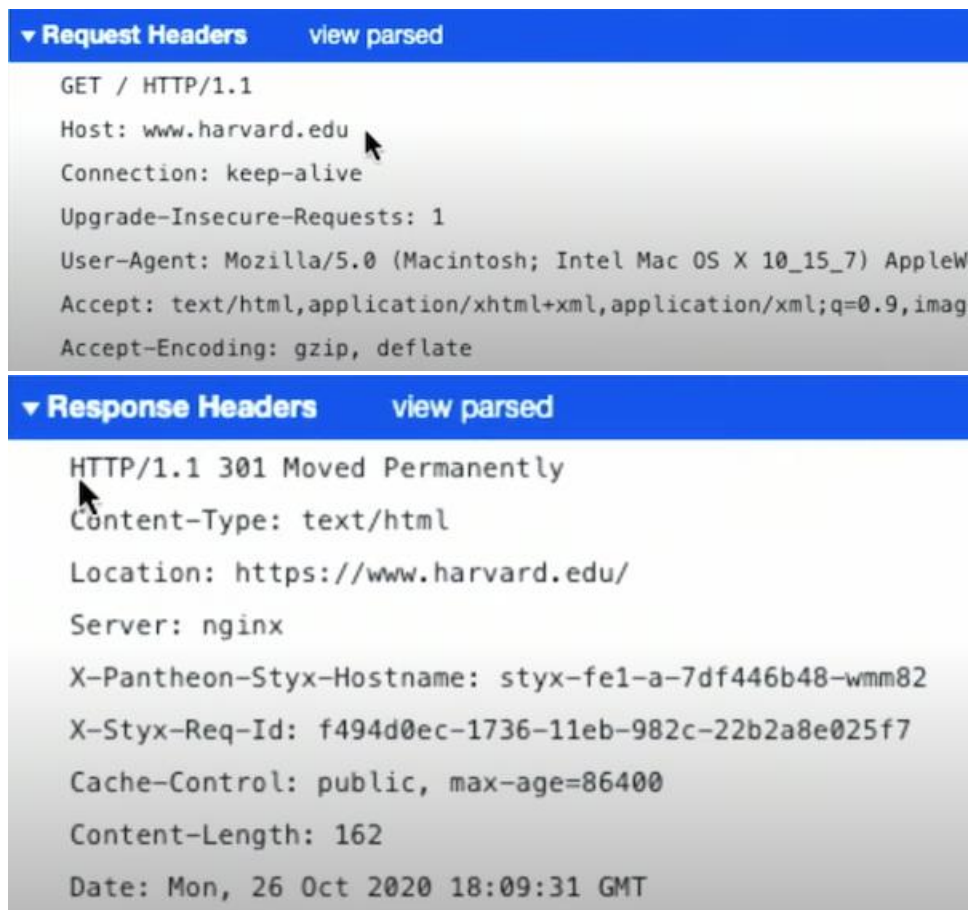 Request Headers view parsed
GET / HTTP/1.1
Host: www.harvard.edu
Connection: keep-alive
Upgrade-Insecure-Requests: 1
User-Agent: Mozilla/5.0 (Macintosh; Intel Mac OS X 10_15_7) AppleW
Accept: text/html,application/xhtml+xml,application/xml;q=0.9,imag
Accept-Encoding: gzip, deflate
Response Headers view parsed
HTTP/1.1 301 Moved Permanently
Content-Type: text/html
Location: https://www.harvard.edu/
Server: nginx
X-Pantheon-Styx-Hostname: styx-fe1-a-7df446b48-wmm82
X-Styx-Req-Id: f494d0ec-1736-11eb-982c-22b2a8e025f7
Cache-Control: public, max-age=86400
Content-Length: 162
Date: Mon, 26 Oct 2020 18:09:31 GMT